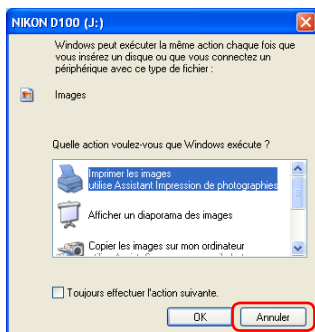 NIKON D100 (J:)
Windows peut exécuter la même action chaque fois que
vous insérez un disque ou que vous connectez un
périphérique avec ce type de fichier :
Images
Quelle action voulez-vous que Windows exécute ?
Imprimer les images
utilise Assistant Impression de photographies
Afficher un diaporama des images
Copier les images sur mon ordinateur
Toujours effectuer l'action suivante.
OK
Annuler